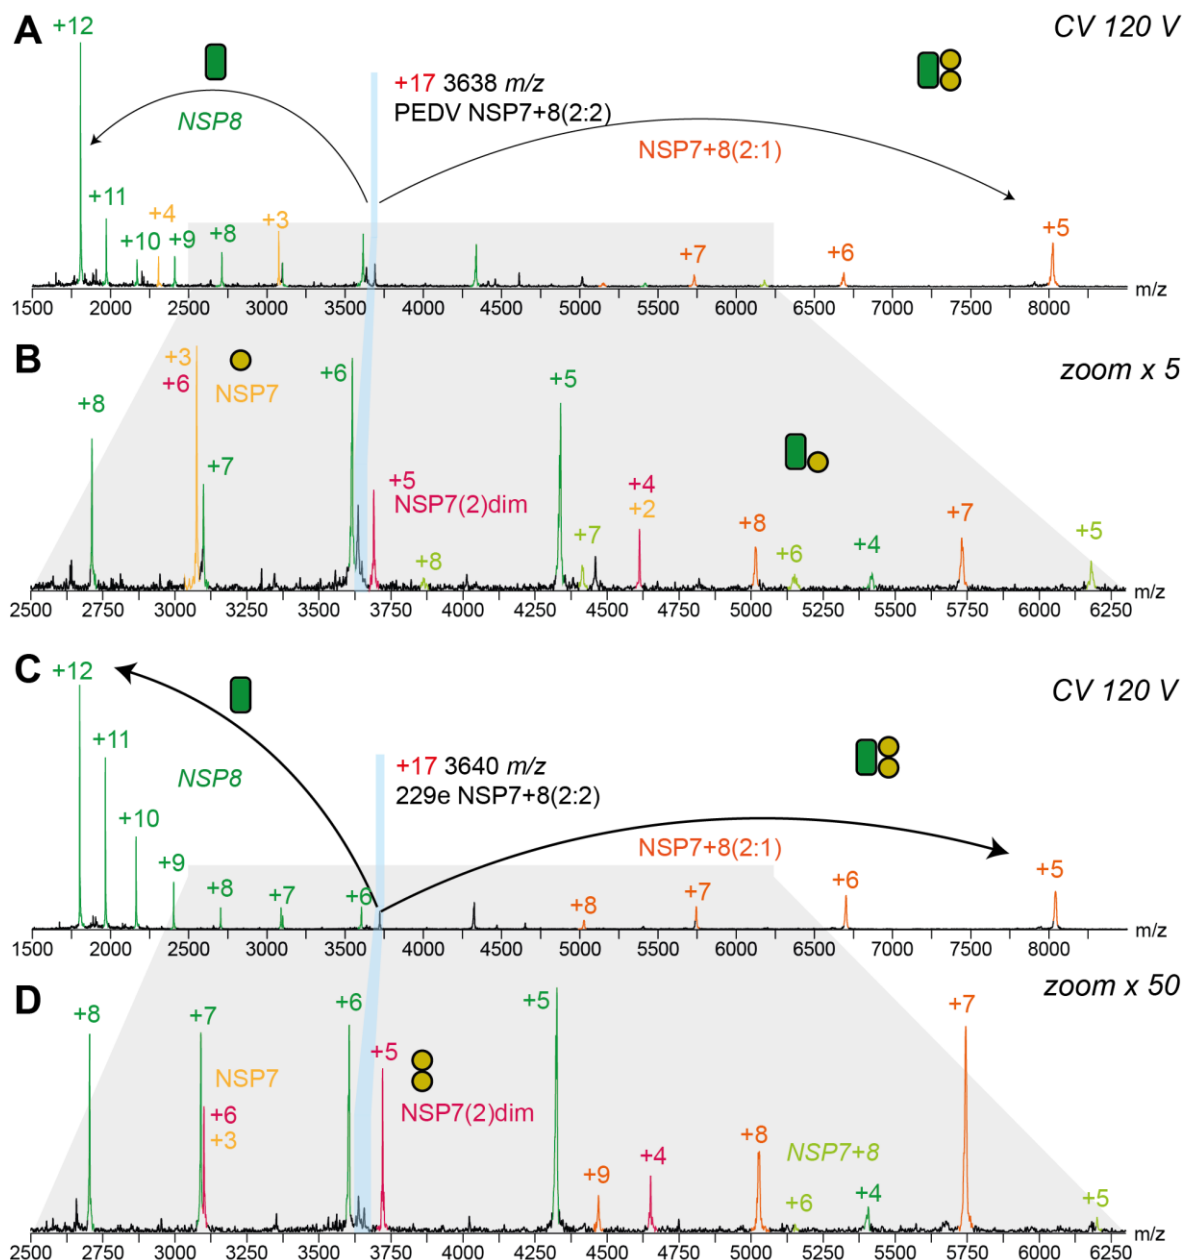 A
CV 120 V
+12
+17 3638 m/z
PEDV NSP7+8(2:2)
NSP8
NSP7+8(2:1)
+11
+4
+3
+10
+9
+8
+7
+6
+5
1500 2000 2500 3000 3500 4000 4500 5000 5500 6000 6500 7000 7500 8000 m/z
B
zoom x 5
+3
+6
NSP7
+6
+5
+8
+7
+5
NSP7(2)dim
+4
+2
+8
+7
+8
+7
+6
+4
+5
2500 2750 3000 3250 3500 3750 4000 4250 4500 4750 5000 5250 5500 5750 6000 6250 m/z
C
CV 120 V
+12
+11
NSP8
+17 3640 m/z
229e NSP7+8(2:2)
+10
NSP7+8(2:1)
+9
+8
+7
+6
+8
+7
+6
+5
1500 2000 2500 3000 3500 4000 4500 5000 5500 6000 6500 7000 7500 8000 m/z
D
zoom x 50
+8
+7
+6
+5
+7
NSP7
+6
+3
+5
NSP7(2)dim
+9
+4
+8
NSP7+8
+6
+4
+5
2500 2750 3000 3250 3500 3750 4000 4250 4500 4750 5000 5250 5500 5750 6000 6250 m/z